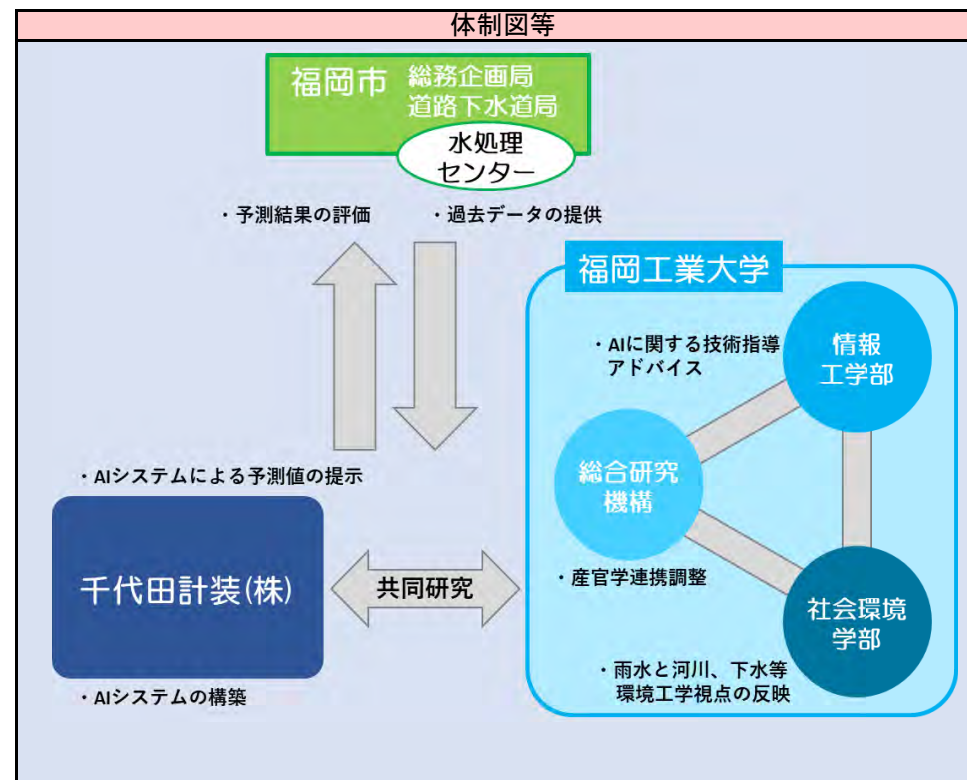 体制図等
福岡市
総務企画局
道路下水道局
水処理
センター
・予測結果の評価
・過去データの提供
福岡工業大学
・AIに関する技術指導
アドバイス
情報
工学部
総合研究
機構
・AIシステムによる予測値の提示
千代田計装(株)
共同研究
・産官学連携調整
社会環境
学部
・雨水と河川、下水等
環境工学視点の反映
・AIシステムの構築